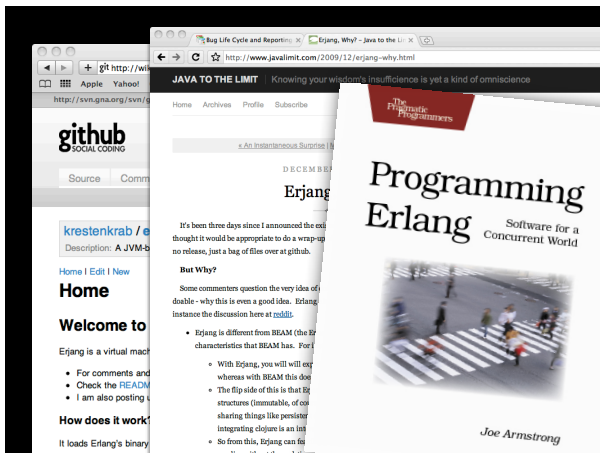 git http://wik
Apple Yahoo!
http://svn.gna.org/svn/g
github
SOCIAL CODING
Source Comm
krestenkrab / e
Description: A JVM-b
Home | Edit | New
Home
Welcome to
Erjang is a virtual mach
For comments and
Check the README
I am also posting u
How does it work?
It loads Erlang's binary
Bug Life Cycle and Reporting
Erjang, Why? – Java to the Lim
http://www.javalimit.com/2009/12/erjang-why.html
JAVA TO THE LIMIT Knowing your wisdom's insufficience is yet a kind of omniscience
Home Archives Profile Subscribe
« An Instantaneous Surprise |
DECEMBE
Erjang
It's been three days since I announced the exi
thought it would be appropriate to do a wrap-up
no release, just a bag of files over at github.
But Why?
Some commenters question the very idea of
doable - why this is even a good idea. Erlang
instance the discussion here at reddit.
Erjang is different from BEAM (the Er
characteristics that BEAM has. For i
With Erjang, you will will exp
whereas with BEAM this doe
The flip side of this is that Er
structures (immutable, of cou
sharing things like persisten
integrating clojure is an int
So from this, Erjang can fea
The
Pragmatic
Programmers
Programming
Erlang
Software for a
Concurrent World
Joe Armstrong